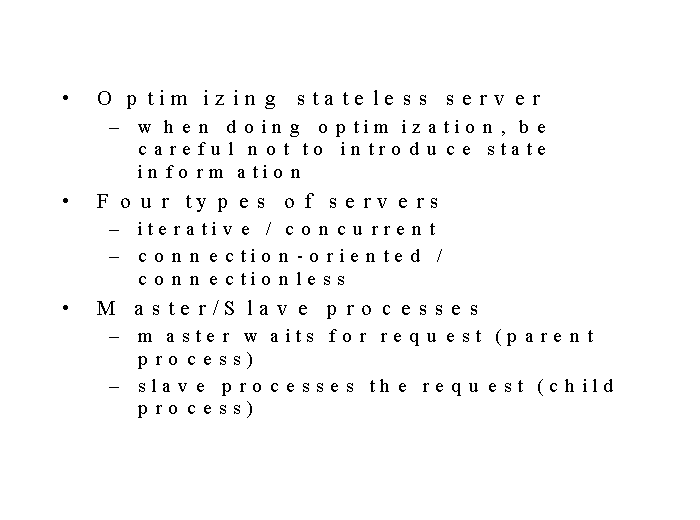 • Optimizing stateless server
– when doing optimization, be
careful not to introduce state
information
• Four types of servers
– iterative / concurrent
– connection-oriented /
connectionless
• Master/Slave processes
– master waits for request (parent
process)
– slave processes the request (child
process)